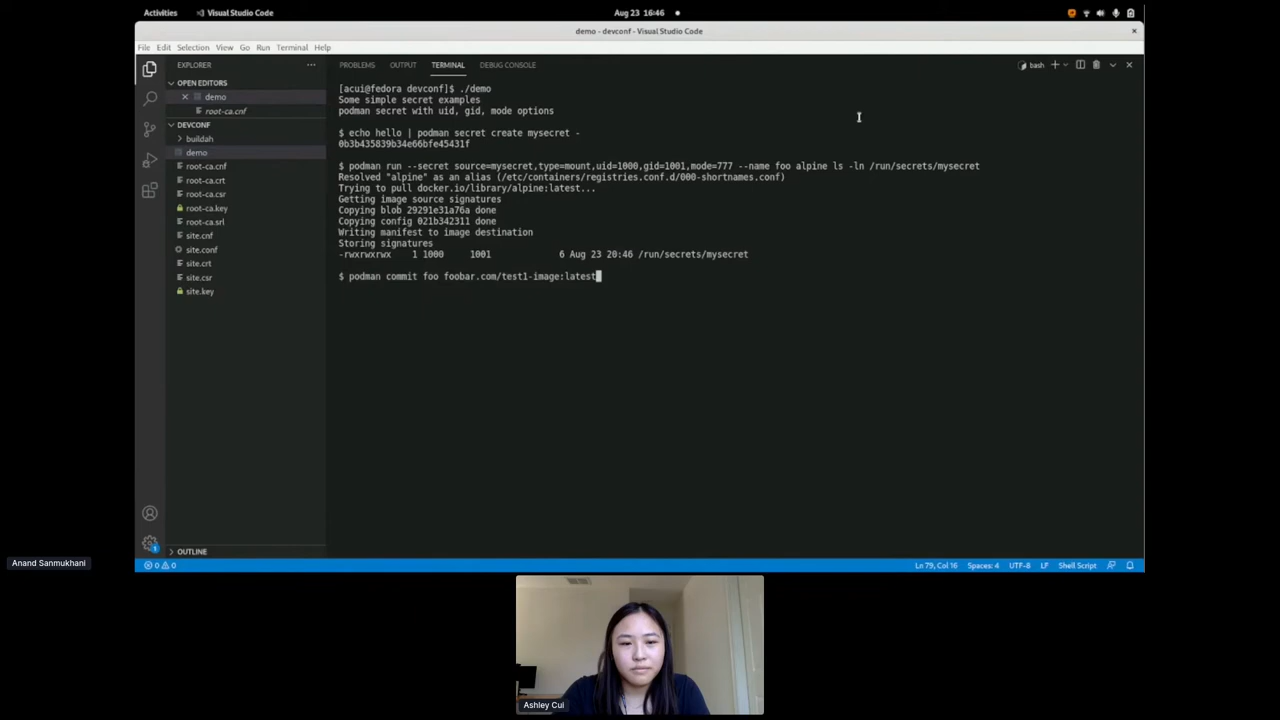 Activities Visual Studio Code Aug 23 16:46
demo - devconf - Visual Studio Code
File Edit Selection View Go Run Terminal Help
EXPLORER
OPEN EDITORS
demo
root-ca.cnf
DEVCONF
buildah
demo
root-ca.cnf
root-ca.crt
root-ca.csr
root-ca.key
root-ca.srl
site.cnf
site.conf
site.crt
site.csr
site.key
OUTLINE
PROBLEMS OUTPUT TERMINAL DEBUG CONSOLE bash
[acui@fedora devconf]$ ./demo
Some simple secret examples
podman secret with uid, gid, mode options
$ echo hello | podman secret create mysecret -
0b3b435839b34e66bfe45431f
$ podman run --secret source=mysecret,type=mount,uid=1000,gid=1001,mode=777 --name foo alpine ls -ln /run/secrets/mysecret
Resolved "alpine" as an alias (/etc/containers/registries.conf.d/000-shortnames.conf)
Trying to pull docker.io/library/alpine:latest...
Getting image source signatures
Copying blob 29291e31a76a done
Copying config 021b342311 done
Writing manifest to image destination
Storing signatures
-rwxrwxrwx 1 1000 1001 6 Aug 23 20:46 /run/secrets/mysecret
$ podman commit foo foobar.com/test1-image:latest
0 0 Ln 79, Col 16 Spaces: 4 UTF-8 LF Shell Script
Anand Sanmukhani
Ashley Cui